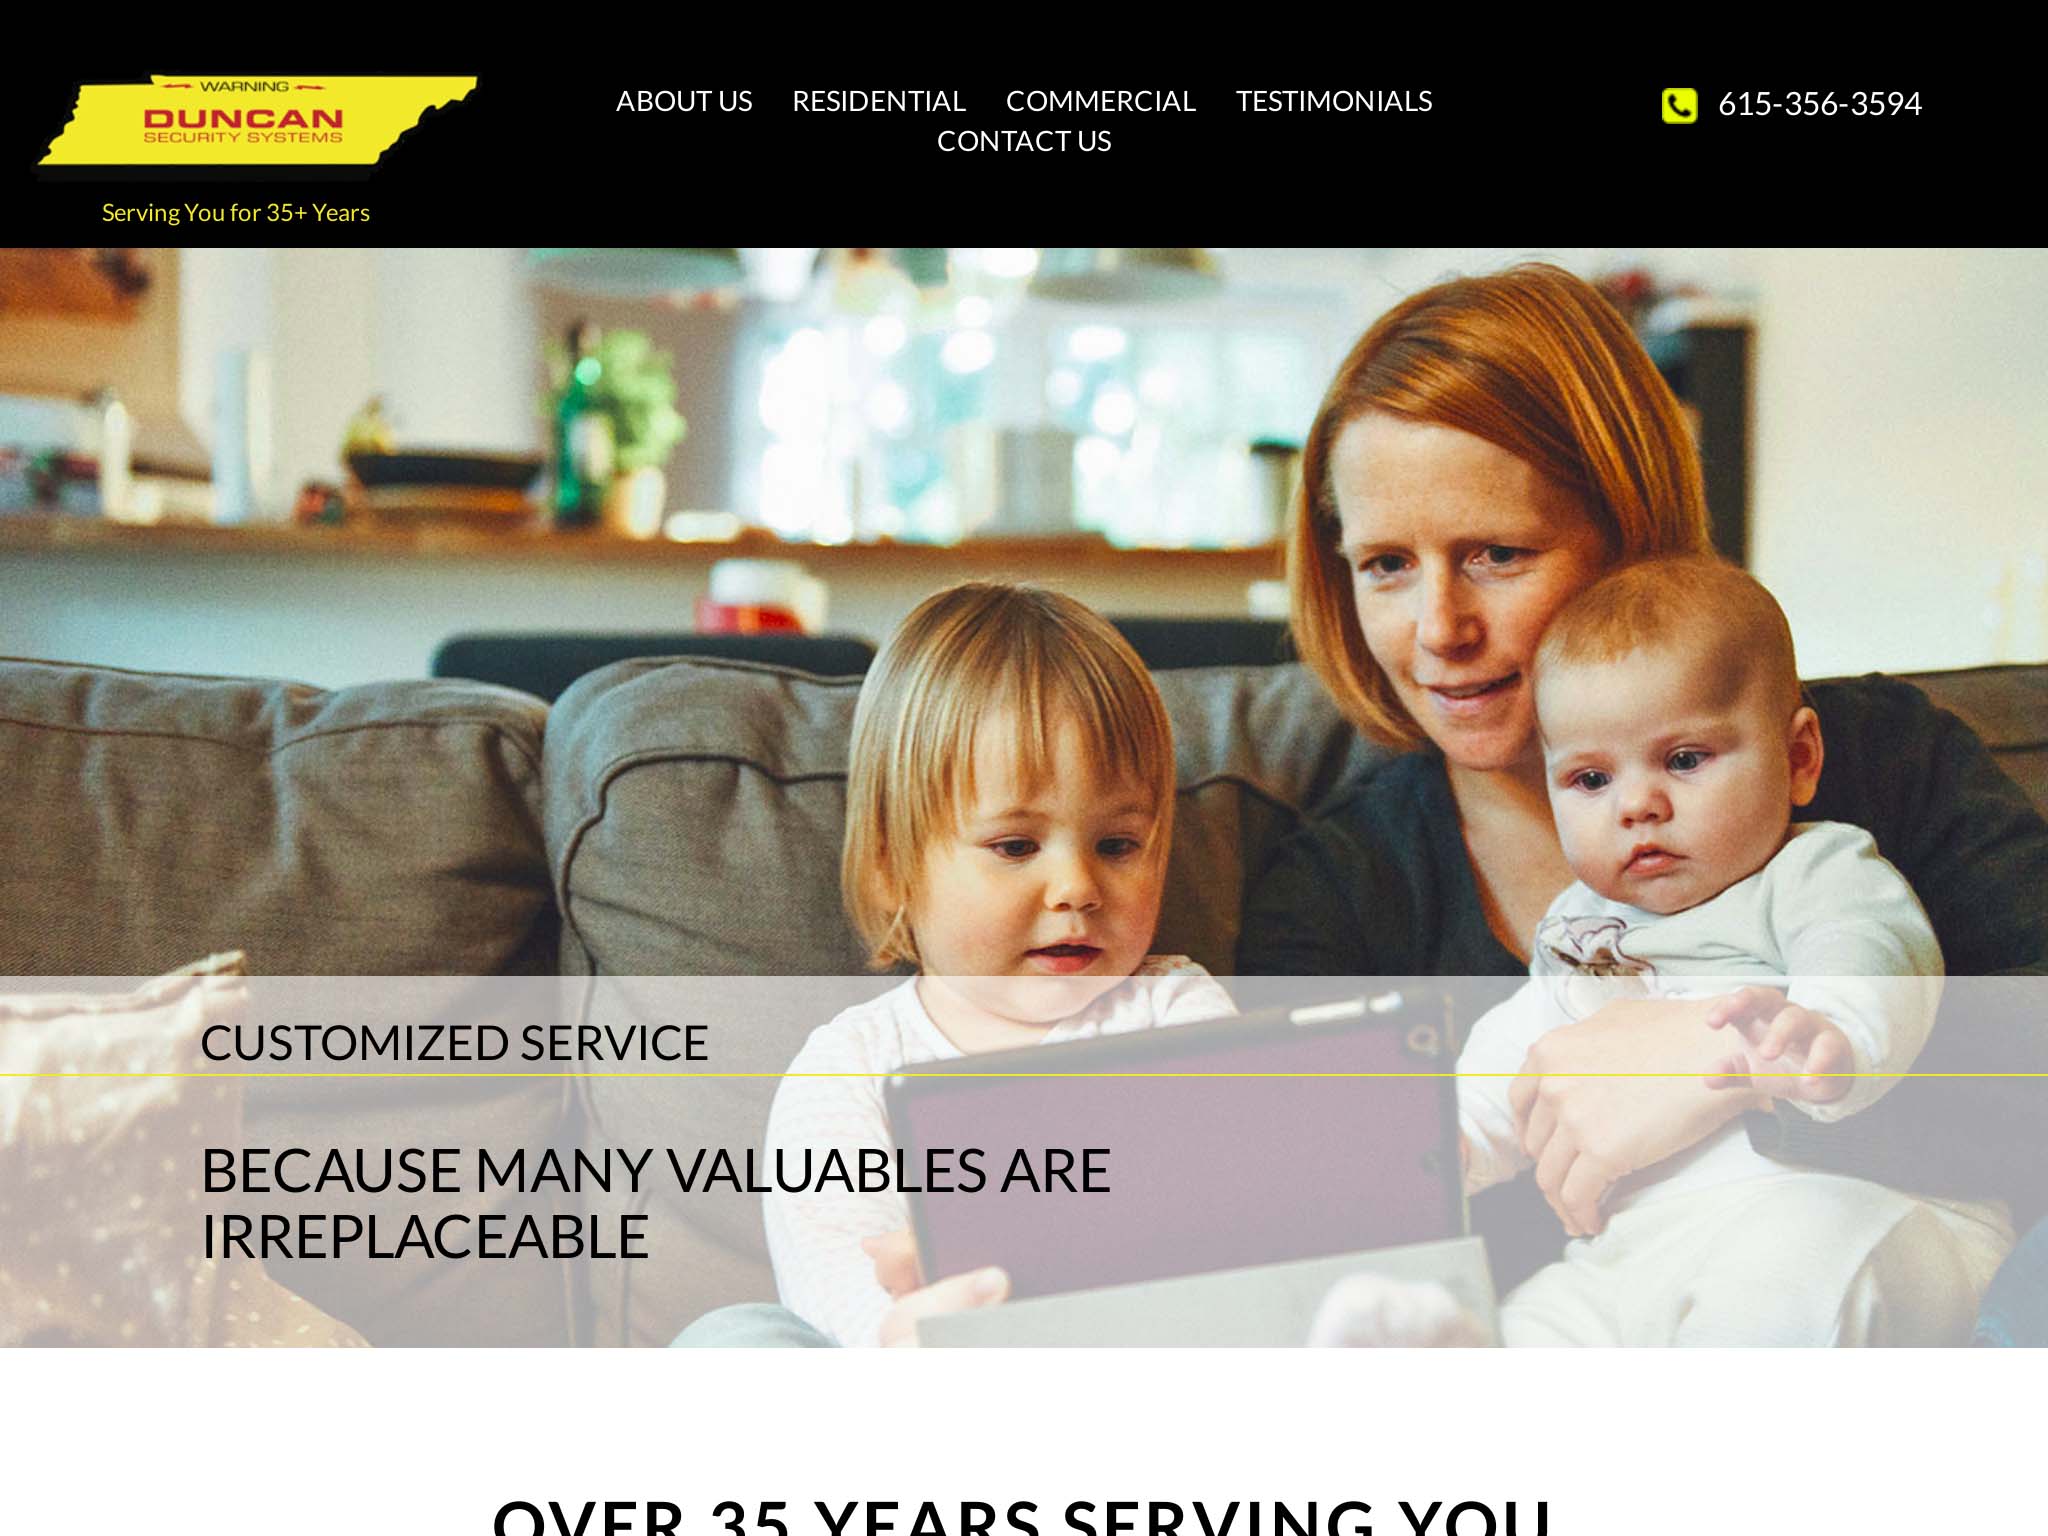 WARNING
DUNCAN
SECURITY SYSTEMS
Serving You for 35+ Years
ABOUT US RESIDENTIAL COMMERCIAL TESTIMONIALS
CONTACT US
615-356-3594
CUSTOMIZED SERVICE
BECAUSE MANY VALUABLES ARE
IRREPLACEABLE
OVER 35 YEARS SERVING YOU